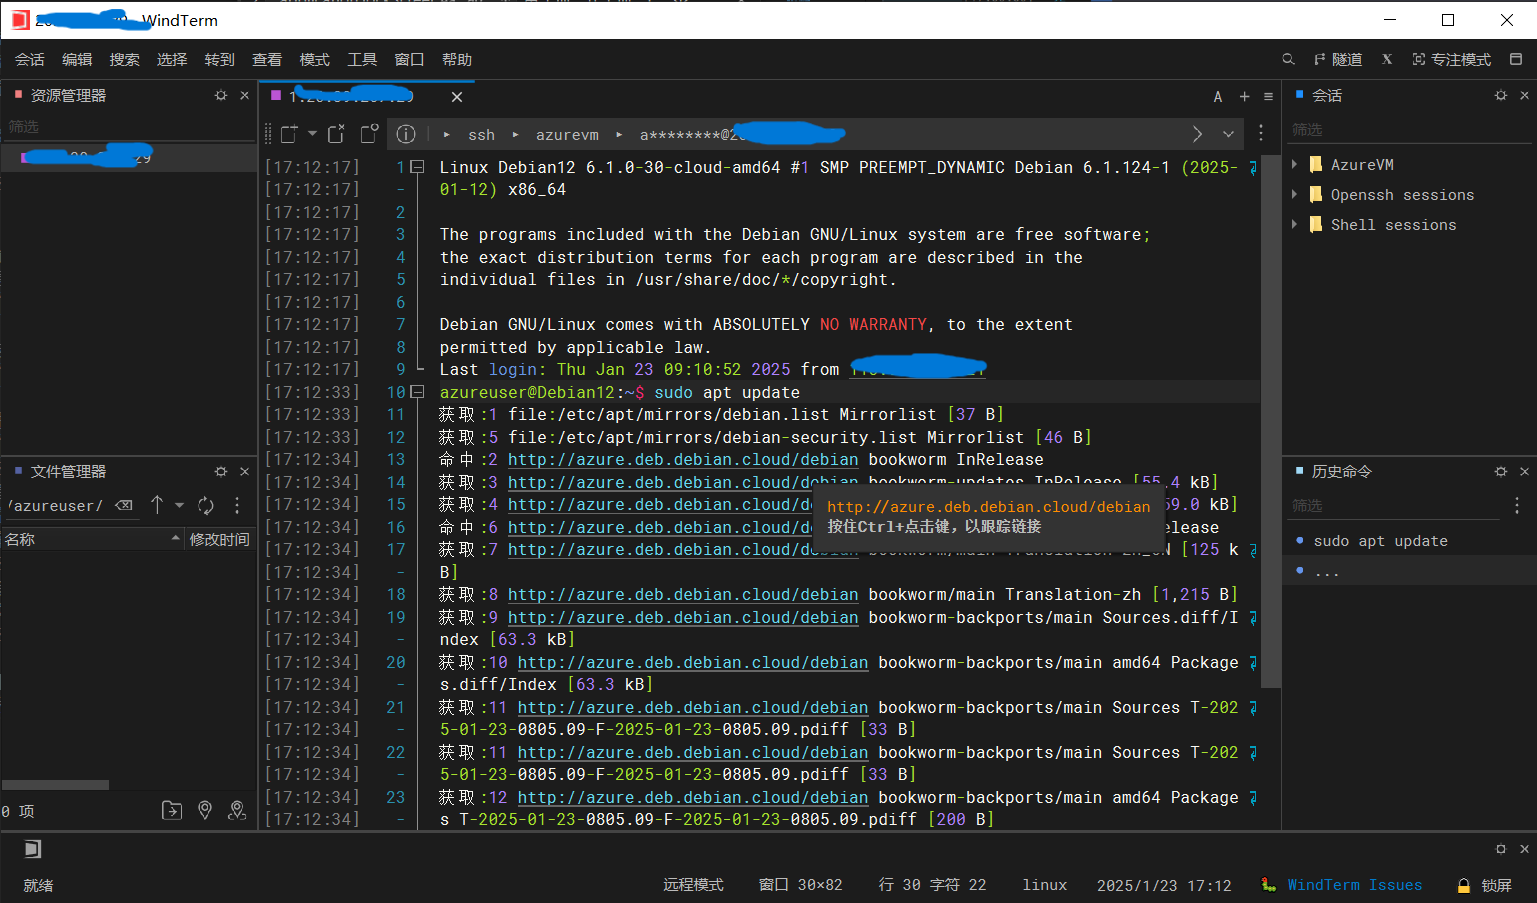 WindTerm
会话 编辑 搜索 选择 转到 查看 模式 工具 窗口 帮助
隧道 X 专注模式
资源管理器
筛选
A + ≡
ssh ▸ azurevm ▸ a********@2
[17:12:17] 1 Linux Debian12 6.1.0-30-cloud-amd64 #1 SMP PREEMPT_DYNAMIC Debian 6.1.124-1 (2025-
[17:12:17] - 01-12) x86_64
[17:12:17] 2
[17:12:17] 3 The programs included with the Debian GNU/Linux system are free software;
[17:12:17] 4 the exact distribution terms for each program are described in the
[17:12:17] 5 individual files in /usr/share/doc/*/copyright.
[17:12:17] 6
[17:12:17] 7 Debian GNU/Linux comes with ABSOLUTELY NO WARRANTY, to the extent
[17:12:17] 8 permitted by applicable law.
[17:12:17] 9 Last login: Thu Jan 23 09:10:52 2025 from
[17:12:33] 10 azureuser@Debian12:~$ sudo apt update
[17:12:33] 11 获取:1 file:/etc/apt/mirrors/debian.list Mirrorlist [37 B]
[17:12:33] 12 获取:5 file:/etc/apt/mirrors/debian-security.list Mirrorlist [46 B]
[17:12:34] 13 命中:2 http://azure.deb.debian.cloud/debian bookworm InRelease
[17:12:34] 14 获取:3 http://azure.deb.debian.cloud/debian bookworm-updates InRelease [55.4 kB]
[17:12:34] 15 获取:4 http://azure.deb.debian.cloud/d 59.0 kB]
[17:12:34] 16 命中:6 http://azure.deb.debian.cloud/d elease
[17:12:34] 17 获取:7 http://azure.deb.debian.cloud/debian bookworm/main Translation-zh_CN [125 k
[17:12:34] - B]
[17:12:34] 18 获取:8 http://azure.deb.debian.cloud/debian bookworm/main Translation-zh [1,215 B]
[17:12:34] 19 获取:9 http://azure.deb.debian.cloud/debian bookworm-backports/main Sources.diff/I
[17:12:34] - ndex [63.3 kB]
[17:12:34] 20 获取:10 http://azure.deb.debian.cloud/debian bookworm-backports/main amd64 Package
[17:12:34] - s.diff/Index [63.3 kB]
[17:12:34] 21 获取:11 http://azure.deb.debian.cloud/debian bookworm-backports/main Sources T-202
[17:12:34] - 5-01-23-0805.09-F-2025-01-23-0805.09.pdiff [33 B]
[17:12:34] 22 获取:11 http://azure.deb.debian.cloud/debian bookworm-backports/main Sources T-202
[17:12:34] - 5-01-23-0805.09-F-2025-01-23-0805.09.pdiff [33 B]
[17:12:34] 23 获取:12 http://azure.deb.debian.cloud/debian bookworm-backports/main amd64 Package
[17:12:34] - s T-2025-01-23-0805.09-F-2025-01-23-0805.09.pdiff [200 B]
http://azure.deb.debian.cloud/debian
按住Ctrl+点击键，以跟踪链接
文件管理器
/azureuser/
名称 修改时间
0 项
会话
筛选
AzureVM
Openssh sessions
Shell sessions
历史命令
筛选
sudo apt update
...
就绪 远程模式 窗口 30×82 行 30 字符 22 linux 2025/1/23 17:12 WindTerm Issues 锁屏